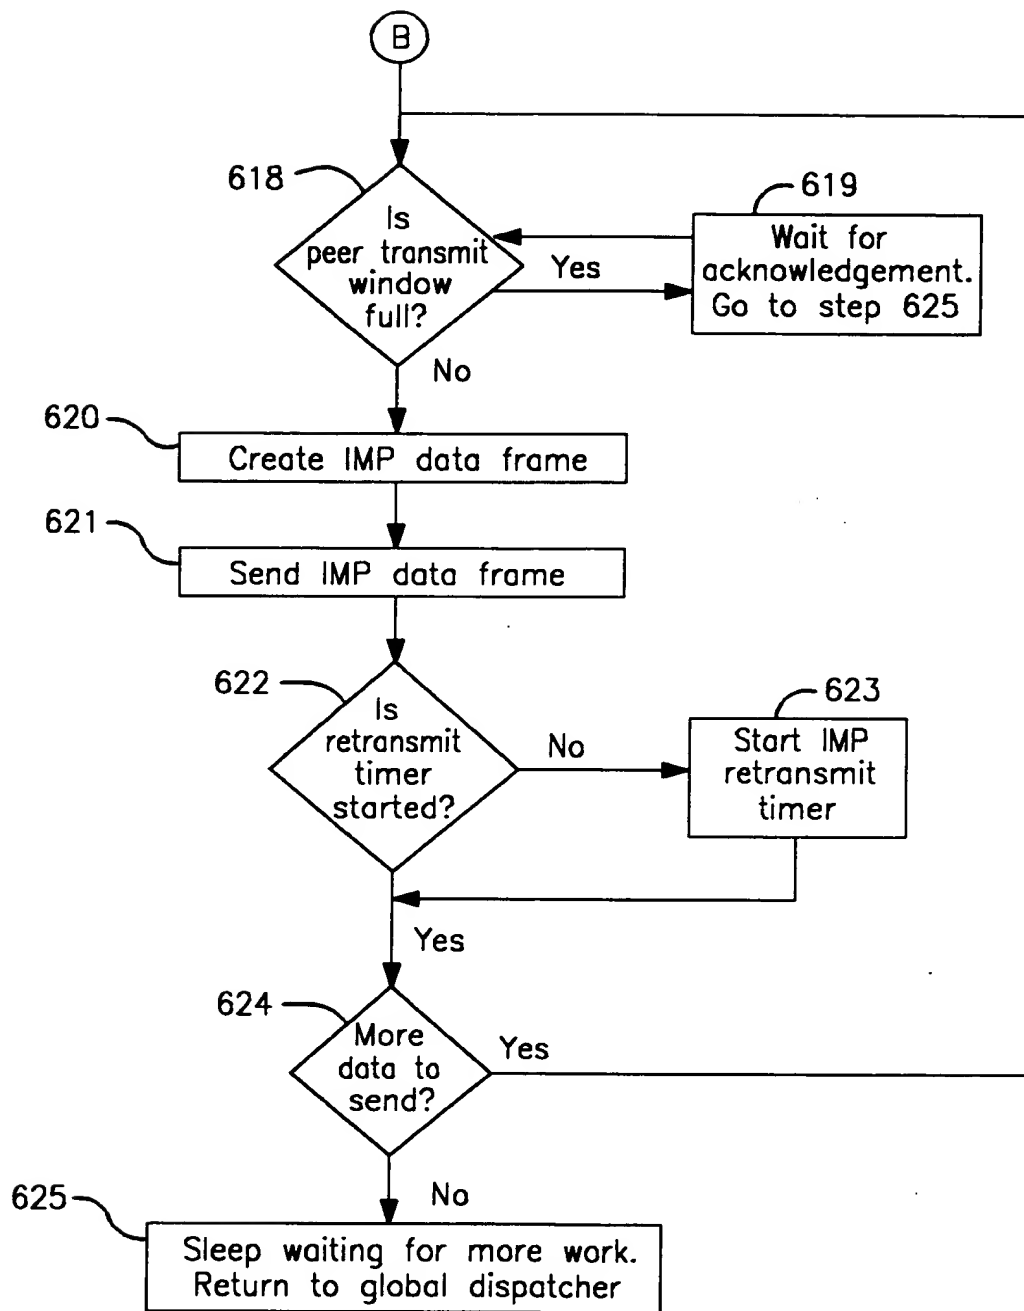 B
618
Is
peer transmit
window
full?
Yes
619
Wait for
acknowledgement.
Go to step 625
No
620
Create IMP data frame
621
Send IMP data frame
622
Is
retransmit
timer
started?
No
623
Start IMP
retransmit
timer
Yes
624
More
data to
send?
Yes
No
625
Sleep waiting for more work.
Return to global dispatcher